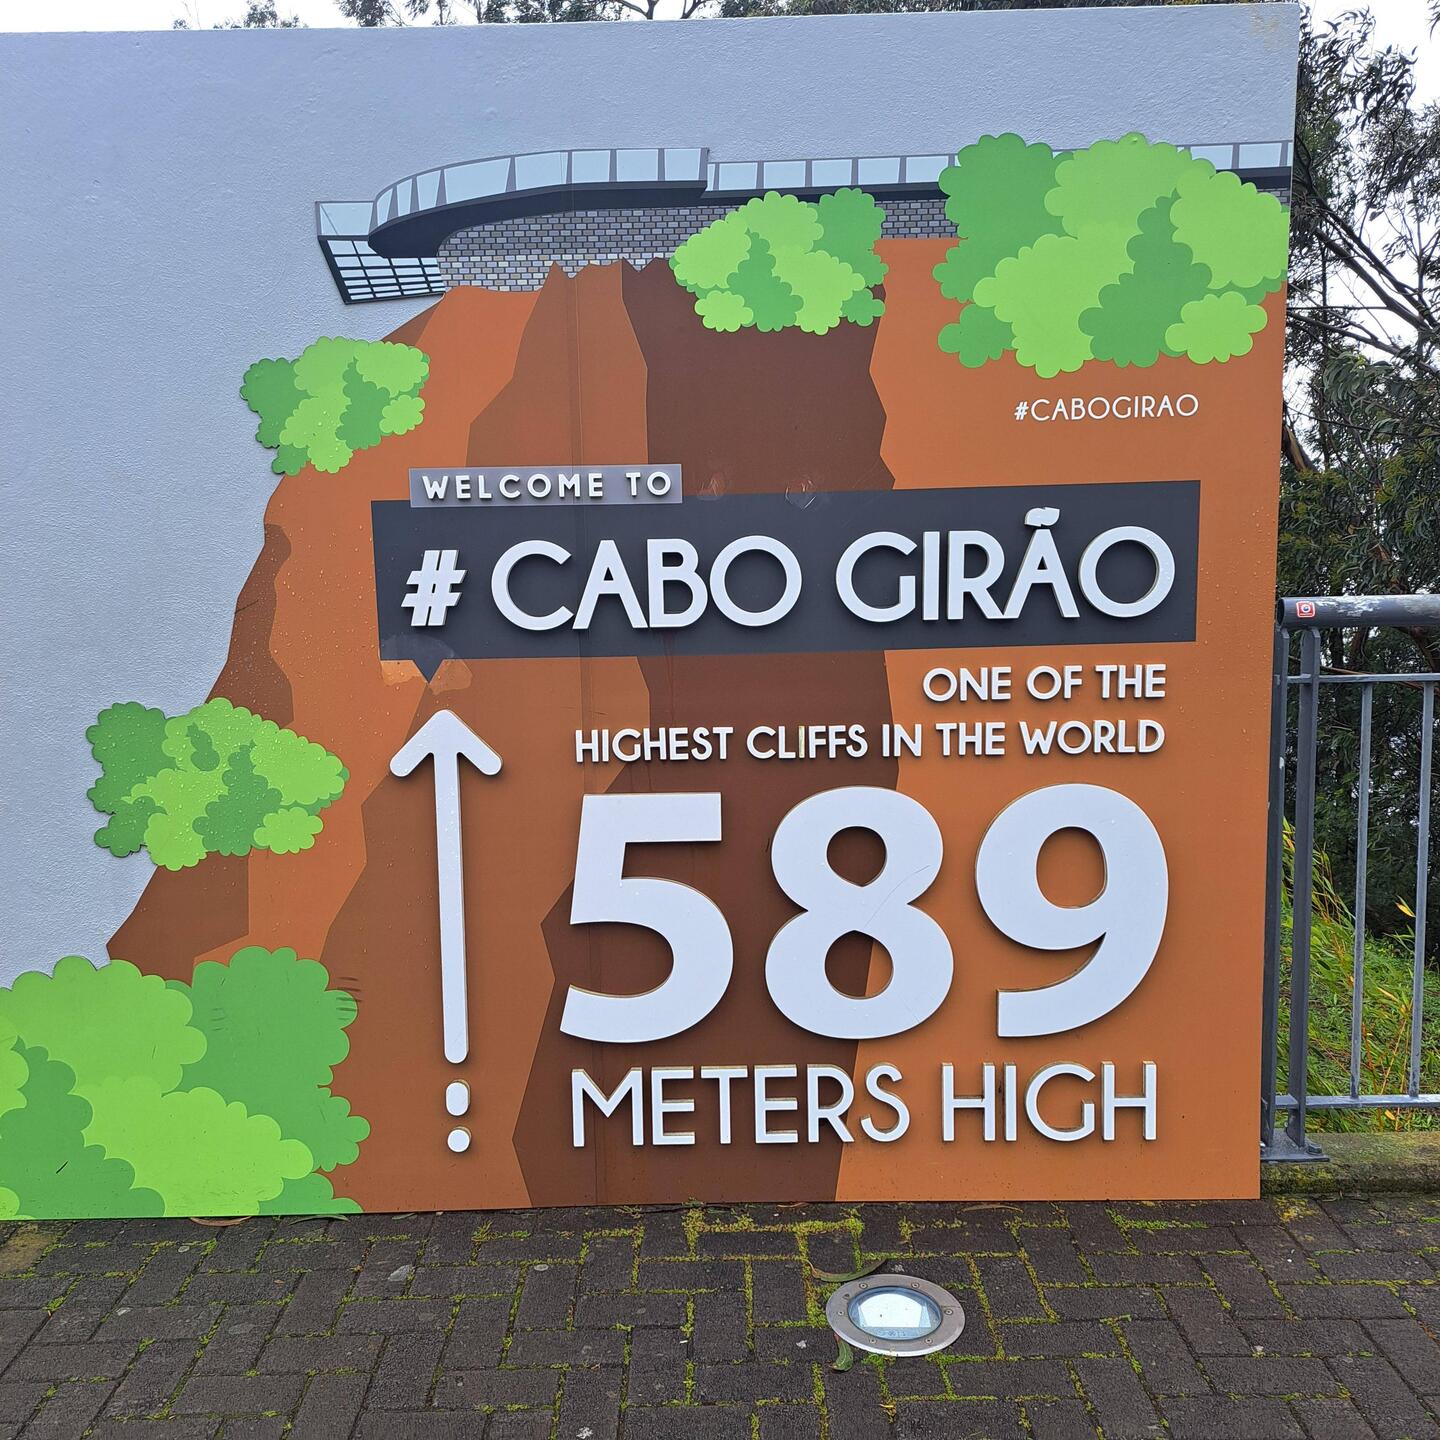 #CABOGIRAO
WELCOME TO
# CABO GIRÃO
ONE OF THE
HIGHEST CLIFFS IN THE WORLD
589
METERS HIGH